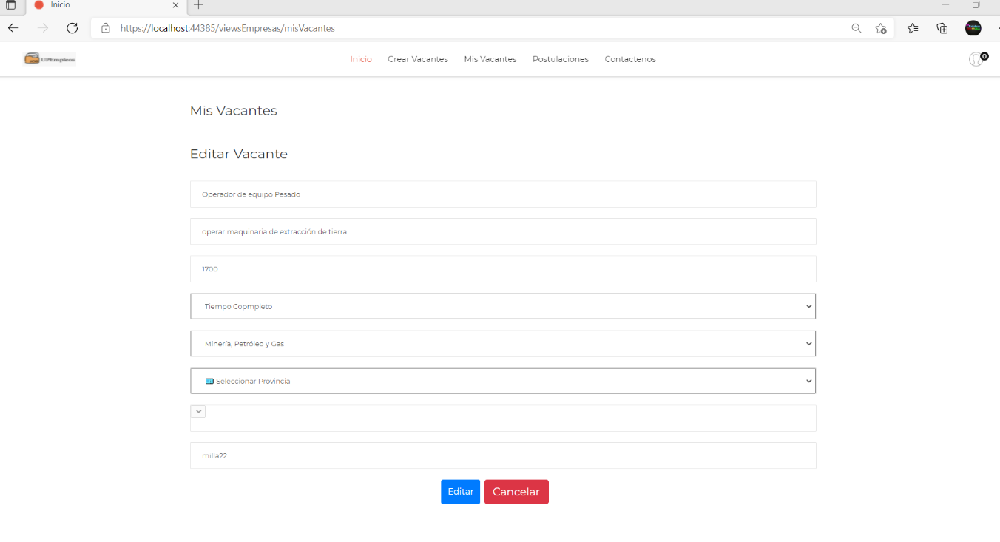 Inicio
https://localhost:44385/viewsEmpresas/misVacantes
UPEmpleos
Inicio Crear Vacantes Mis Vacantes Postulaciones Contactenos
0
Mis Vacantes
Editar Vacante
Operador de equipo Pesado
operar maquinaria de extracción de tierra
1700
Tiempo Copmpleto
Minería, Petróleo y Gas
Seleccionar Provincia
milla22
Editar Cancelar